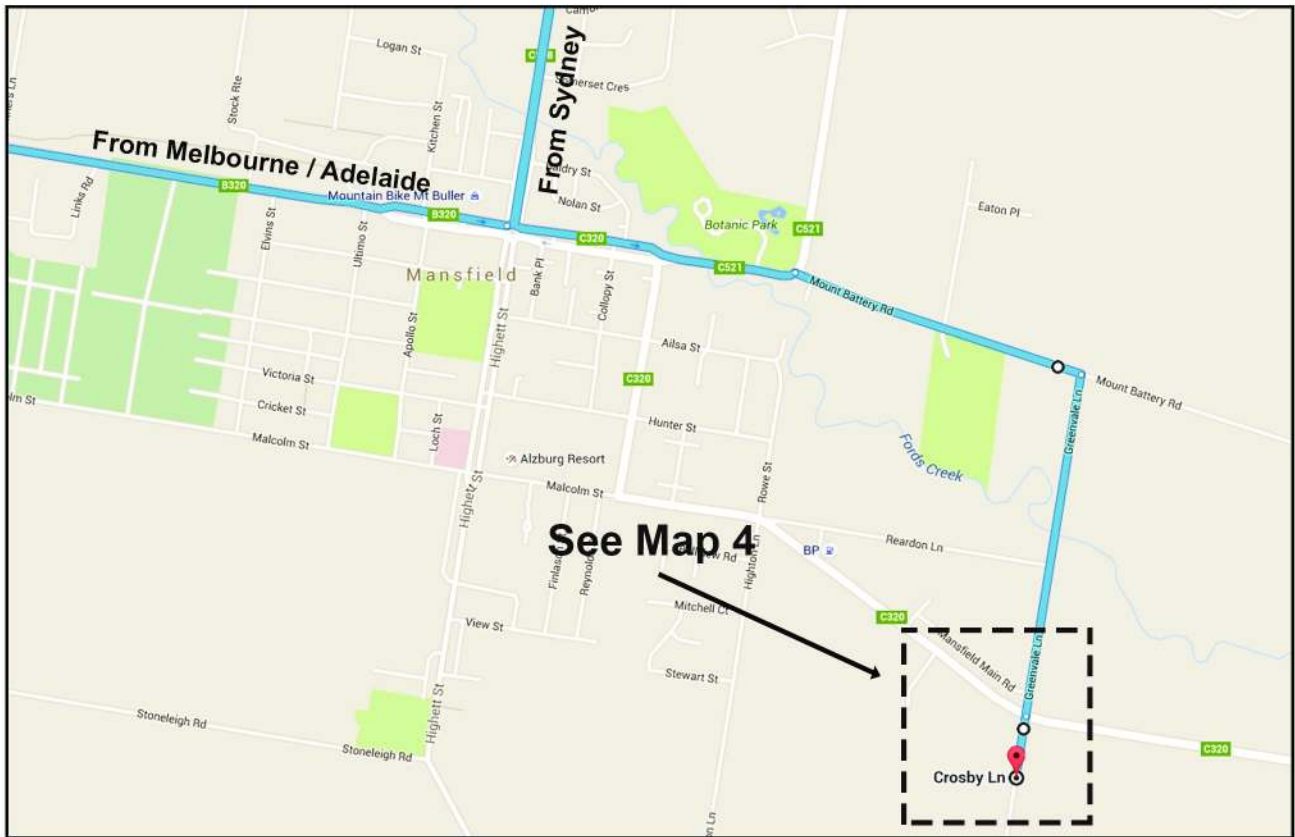 Logan St
C
8
Somerset Cres
Stock Rte
Kitchen St
From Sydney
From Melbourne / Adelaide
B320
Mountain Bike Mt Buller
B320
Nolan St
Links Rd
Elvins St
Ultimo St
Mansfield
Bank Pl
C320
Collopy St
Botanic Park
C521
C521
Eaton Pl
Mount Battery Rd
Mount Battery Rd
Highett St
Apollo St
Ailsa St
C320
Victoria St
Cricket St
Malcolm St
Loch St
Hunter St
Alzburg Resort
Malcolm St
Highett St
Rowe St
Fords Creek
Greenvale Ln
See Map 4
BP
Reardon Ln
Rd
Highton Ln
Mitchell Ct
View St
Stewart St
C320
Mansfield Main Rd
Greenvale Ln
Highett St
Stoneleigh Rd
Stoneleigh Rd
C320
Crosby Ln